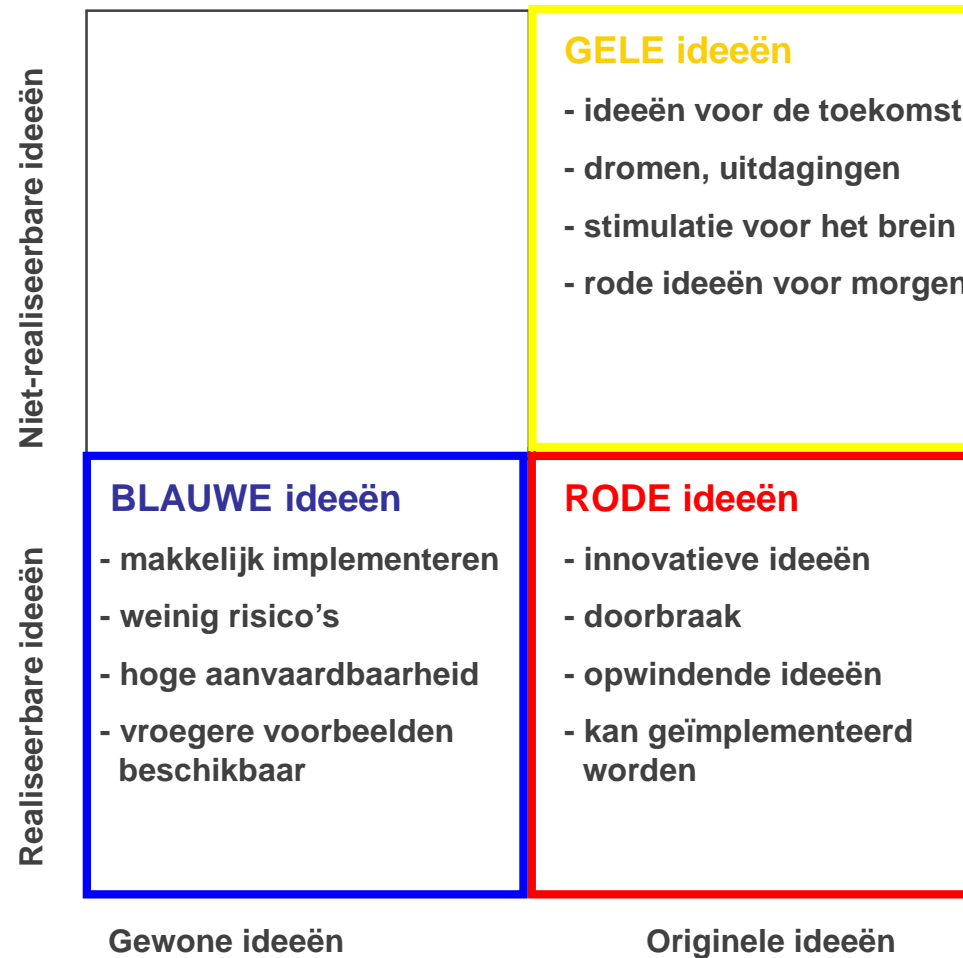 Niet-realiseerbare ideeën
GELE ideeën
- ideeën voor de toekomst
- dromen, uitdagingen
- stimulatie voor het brein
- rode ideeën voor morgen
Realiseerbare ideeën
BLAUWE ideeën
- makkelijk implementeren
- weinig risico’s
- hoge aanvaardbaarheid
- vroegere voorbeelden
beschikbaar
RODE ideeën
- innovatieve ideeën
- doorbraak
- opwindende ideeën
- kan geïmplementeerd
worden
Gewone ideeën
Originele ideeën